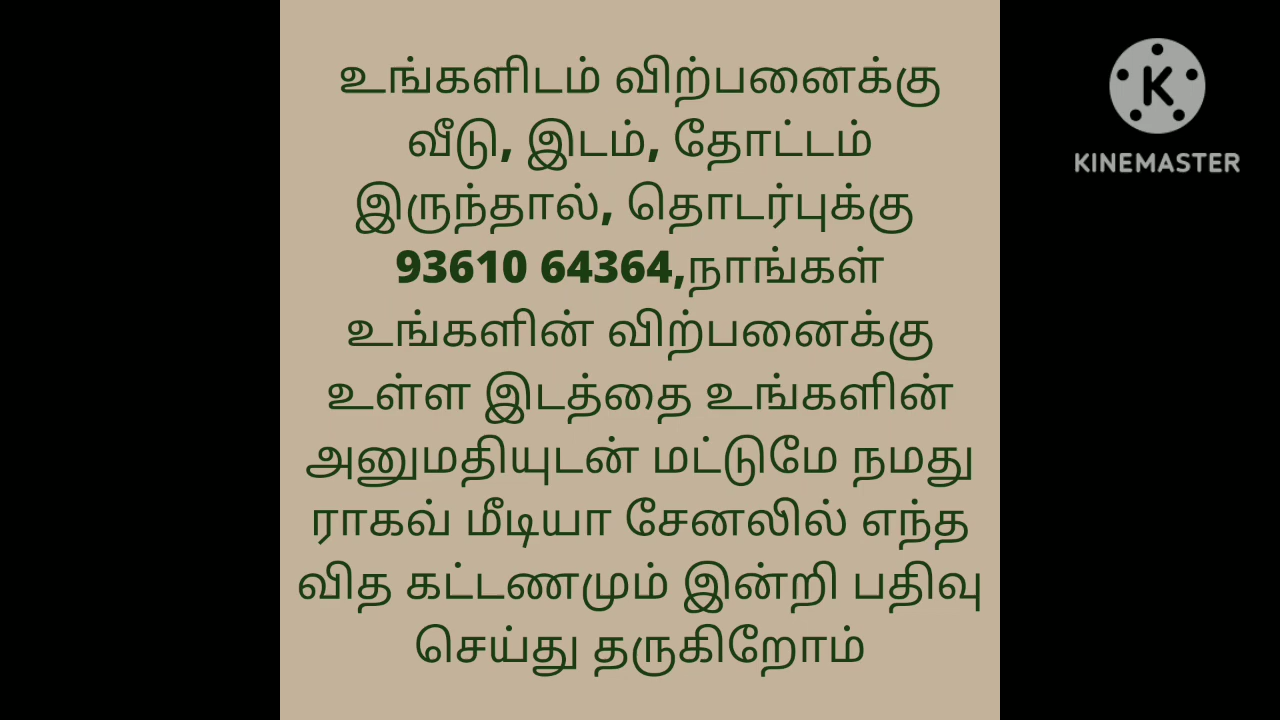 உங்களிடம் விற்பனைக்கு
வீடு, இடம், தோட்டம்
இருந்தால், தொடர்புக்கு
93610 64364,நாங்கள்
உங்களின் விற்பனைக்கு
உள்ள இடத்தை உங்களின்
அனுமதியுடன் மட்டுமே நமது
ராகவ் மீடியா சேனலில் எந்த
வித கட்டணமும் இன்றி பதிவு
செய்து தருகிறோம்
K
KINEMASTER